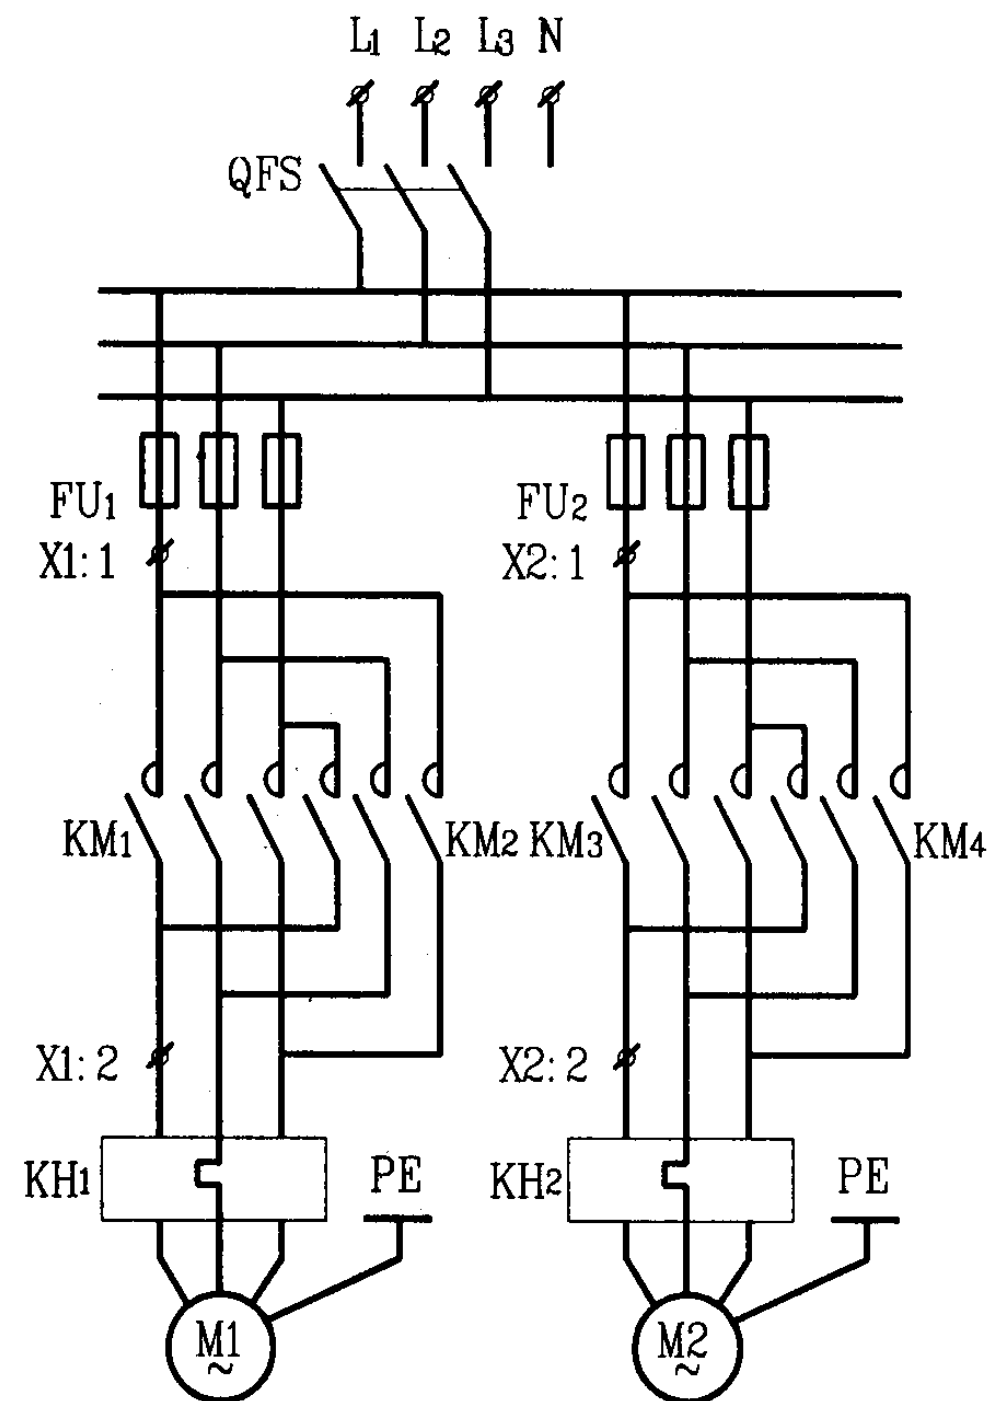 L1 L2 L3 N
QFS
FU1 FU2
X1:1 X2:1
KM1 KM2 KM3 KM4
X1:2 X2:2
KH1 PE KH2 PE
M1 M2
~ ~